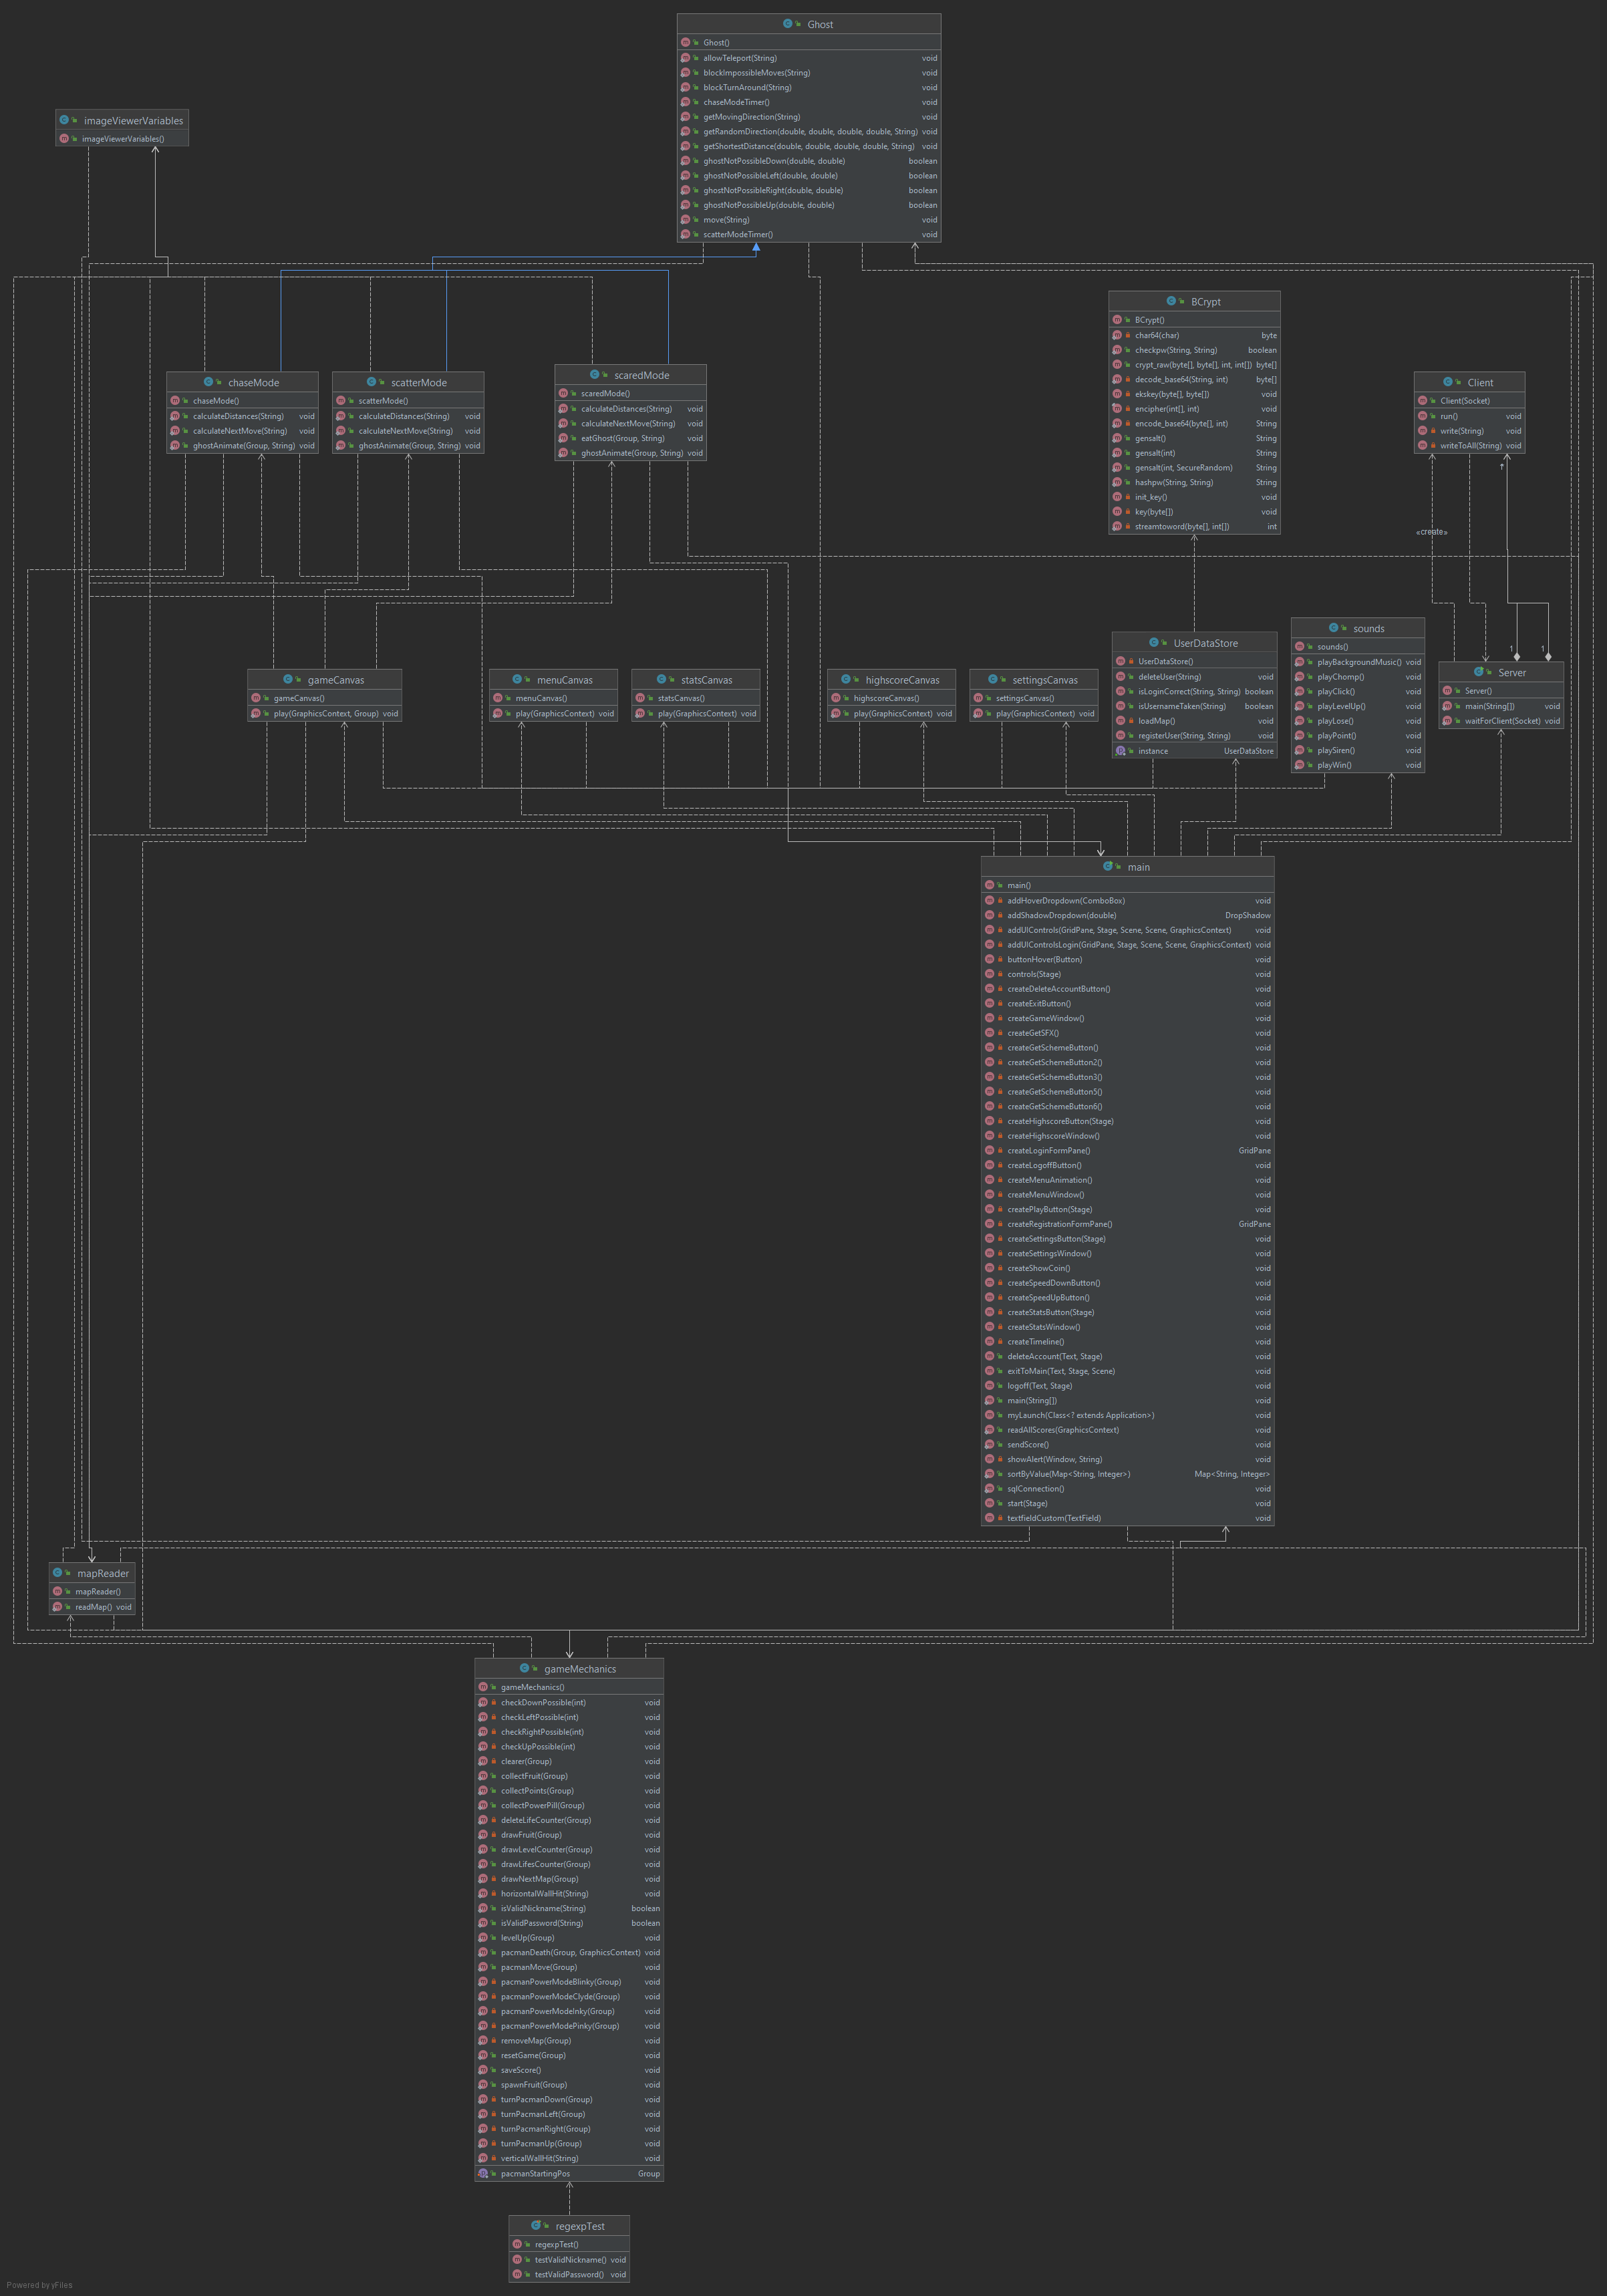 Ghost
Ghost()
allowTeleport(String) void
blockImpossibleMoves(String) void
blockTurnAround(String) void
chaseModeTimer() void
getMovingDirection(String) void
getRandomDirection(double, double, double, double, String) void
getShortestDistance(double, double, double, double, String) void
ghostNotPossibleDown(double, double) boolean
ghostNotPossibleLeft(double, double) boolean
ghostNotPossibleRight(double, double) boolean
ghostNotPossibleUp(double, double) boolean
move(String) void
scatterModeTimer() void
imageViewerVariables
imageViewerVariables()
BCrypt
BCrypt()
char64(char) byte
checkpw(String, String) boolean
crypt_raw(byte[], byte[], int, int[]) byte[]
decode_base64(String, int) byte[]
ekskey(byte[], byte[]) void
encipher(int[], int) void
encode_base64(byte[], int) String
gensalt() String
gensalt(int) String
gensalt(int, SecureRandom) String
hashpw(String, String) String
init_key() void
key(byte[]) void
streamtoword(byte[], int[]) int
chaseMode
chaseMode()
calculateDistances(String) void
calculateNextMove(String) void
ghostAnimate(Group, String) void
scatterMode
scatterMode()
calculateDistances(String) void
calculateNextMove(String) void
ghostAnimate(Group, String) void
scaredMode
scaredMode()
calculateDistances(String) void
calculateNextMove(String) void
eatGhost(Group, String) void
ghostAnimate(Group, String) void
Client
Client(Socket)
run() void
write(String) void
writeToAll(String) void
*
«create»
1
1
gameCanvas
gameCanvas()
play(GraphicsContext, Group) void
menuCanvas
menuCanvas()
play(GraphicsContext) void
statsCanvas
statsCanvas()
play(GraphicsContext) void
highscoreCanvas
highscoreCanvas()
play(GraphicsContext) void
settingsCanvas
settingsCanvas()
play(GraphicsContext) void
UserDataStore
UserDataStore()
deleteUser(String) void
isLoginCorrect(String, String) boolean
isUsernameTaken(String) boolean
loadMap() void
registerUser(String, String) void
instance UserDataStore
sounds
sounds()
playBackgroundMusic() void
playChomp() void
playClick() void
playLevelUp() void
playLose() void
playPoint() void
playSiren() void
playWin() void
Server
Server()
main(String[]) void
waitForClient(Socket) void
main
main()
addHoverDropdown(ComboBox) void
addShadowDropdown(double) DropShadow
addUIControls(GridPane, Stage, Scene, Scene, GraphicsContext) void
addUIControlsLogin(GridPane, Stage, Scene, Scene, GraphicsContext) void
buttonHover(Button) void
controls(Stage) void
createDeleteAccountButton() void
createExitButton() void
createGameWindow() void
createGetSFX() void
createGetSchemeButton() void
createGetSchemeButton2() void
createGetSchemeButton3() void
createGetSchemeButton5() void
createGetSchemeButton6() void
createHighscoreButton(Stage) void
createHighscoreWindow() void
createLoginFormPane() GridPane
createLogoffButton() void
createMenuAnimation() void
createMenuWindow() void
createPlayButton(Stage) void
createRegistrationFormPane() GridPane
createSettingsButton(Stage) void
createSettingsWindow() void
createShowCoin() void
createSpeedDownButton() void
createSpeedUpButton() void
createStatsButton(Stage) void
createStatsWindow() void
createTimeline() void
deleteAccount(Text, Stage) void
exitToMain(Text, Stage, Scene) void
logoff(Text, Stage) void
main(String[]) void
myLaunch(Class<? extends Application>) void
readAllScores(GraphicsContext) void
sendScore() void
showAlert(Window, String) void
sortByValue(Map<String, Integer>) Map<String, Integer>
sqlConnection() void
start(Stage) void
textfieldCustom(TextField) void
mapReader
mapReader()
readMap() void
gameMechanics
gameMechanics()
checkDownPossible(int) void
checkLeftPossible(int) void
checkRightPossible(int) void
checkUpPossible(int) void
clearer(Group) void
collectFruit(Group) void
collectPoints(Group) void
collectPowerPill(Group) void
deleteLifeCounter(Group) void
drawFruit(Group) void
drawLevelCounter(Group) void
drawLifesCounter(Group) void
drawNextMap(Group) void
horizontalWallHit(String) void
isValidNickname(String) boolean
isValidPassword(String) boolean
levelUp(Group) void
pacmanDeath(Group, GraphicsContext) void
pacmanMove(Group) void
pacmanPowerModeBlinky(Group) void
pacmanPowerModeClyde(Group) void
pacmanPowerModeInky(Group) void
pacmanPowerModePinky(Group) void
removeMap(Group) void
resetGame(Group) void
saveScore() void
spawnFruit(Group) void
turnPacmanDown(Group) void
turnPacmanLeft(Group) void
turnPacmanRight(Group) void
turnPacmanUp(Group) void
verticalWallHit(String) void
pacmanStartingPos Group
regexpTest
regexpTest()
testValidNickname() void
testValidPassword() void
Powered by yFiles